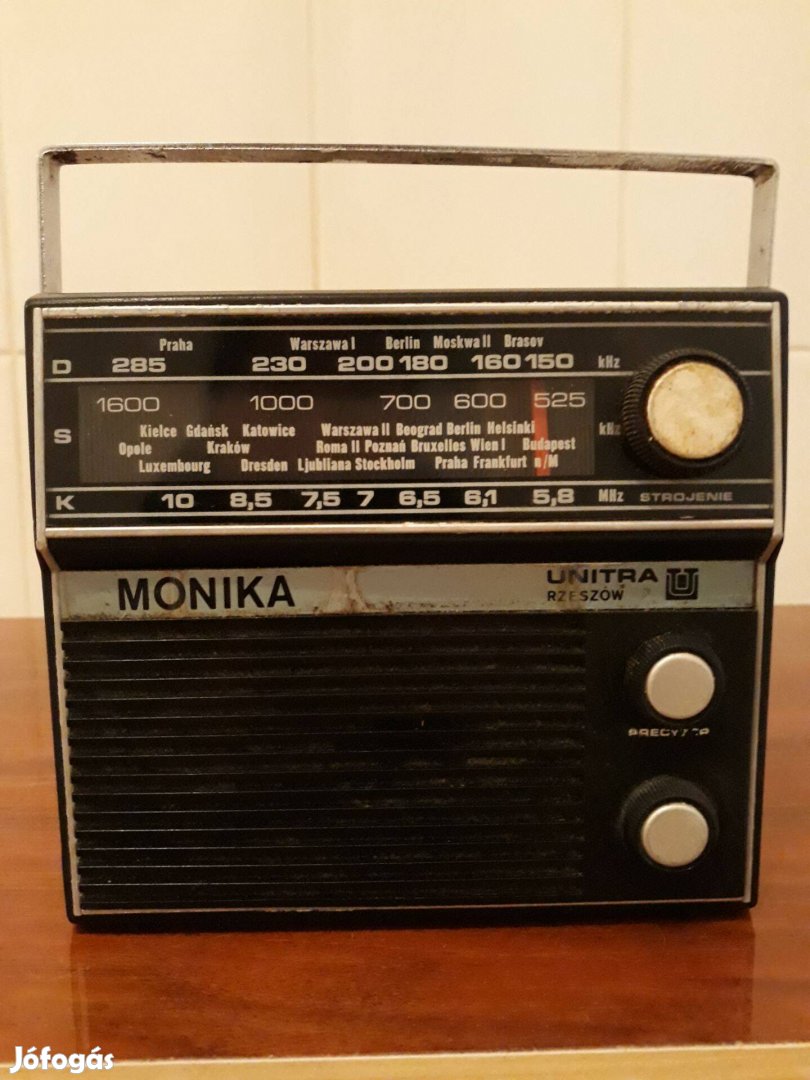 Praha Warszawa I Berlin Moskwa II Brasov
D 285 230 200 180 160 150 kHz
1600 1000 700 600 525
S kHz
Kielce Gdańsk Katowice Warszawa II Beograd Berlin Helsinki
Opole Kraków Roma II Poznań Bruxelles Wien I Budapest
Luxembourg Dresden Ljubliana Stockholm Praha Frankfurt n/M
K 10 8,5 7,5 7 6,5 6,1 5,8 MHz STROJENIE
MONIKA UNITRA
RZESZÓW
Jófogás